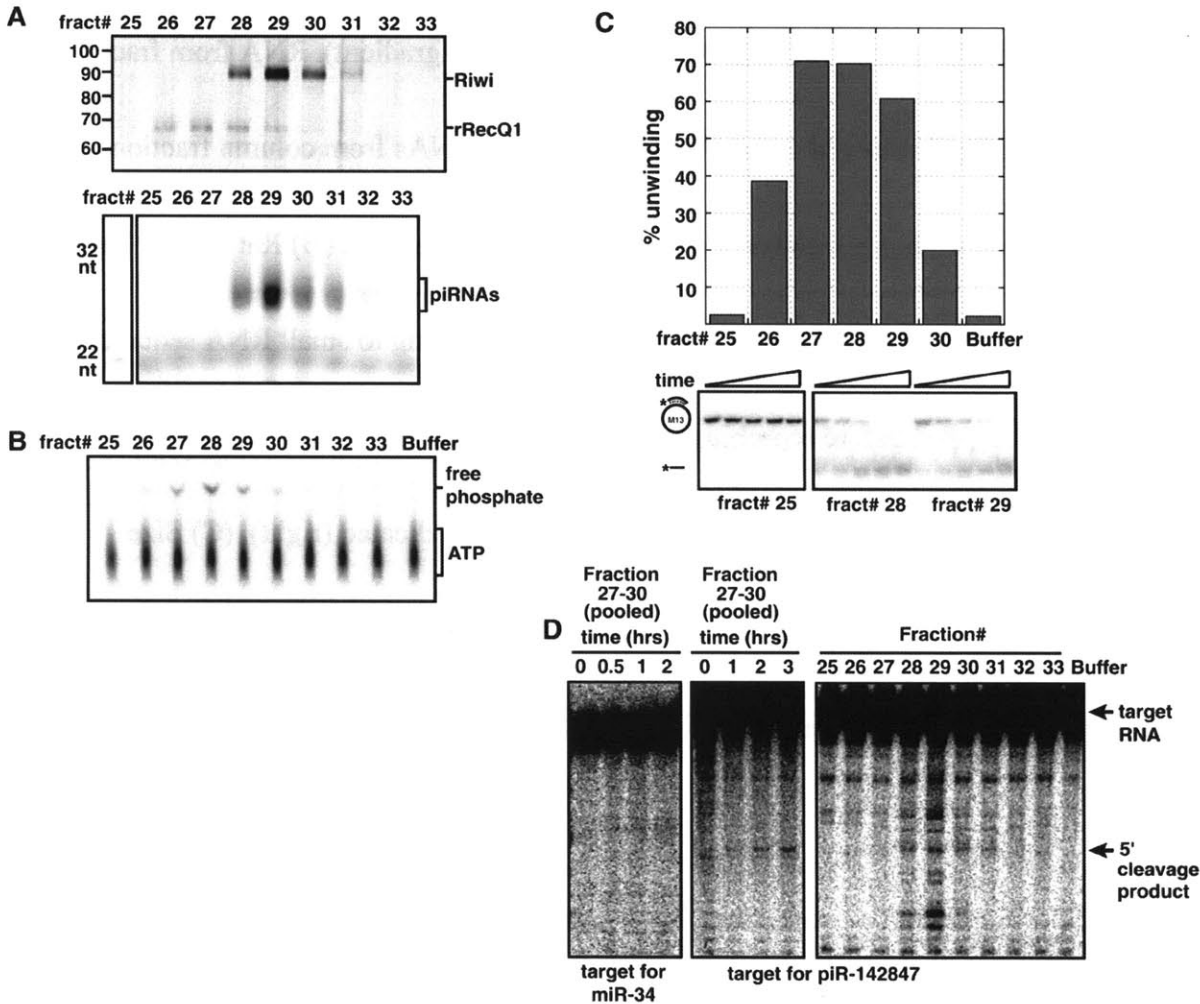 A
fract# 25 26 27 28 29 30 31 32 33
100
90
80
70
60
Riwi
rRecQ1
fract# 25 26 27 28 29 30 31 32 33
32
nt
22
nt
piRNAs
B
fract# 25 26 27 28 29 30 31 32 33 Buffer
free
phosphate
ATP
C
80
70
60
50
40
30
20
10
% unwinding
fract# 25 26 27 28 29 30 Buffer
time
*
M13
*
fract# 25 fract# 28 fract# 29
D
Fraction
27-30
(pooled)
time (hrs)
0 0.5 1 2
Fraction
27-30
(pooled)
time (hrs)
0 1 2 3
Fraction#
25 26 27 28 29 30 31 32 33 Buffer
target
RNA
5'
cleavage
product
target for
miR-34
target for piR-142847